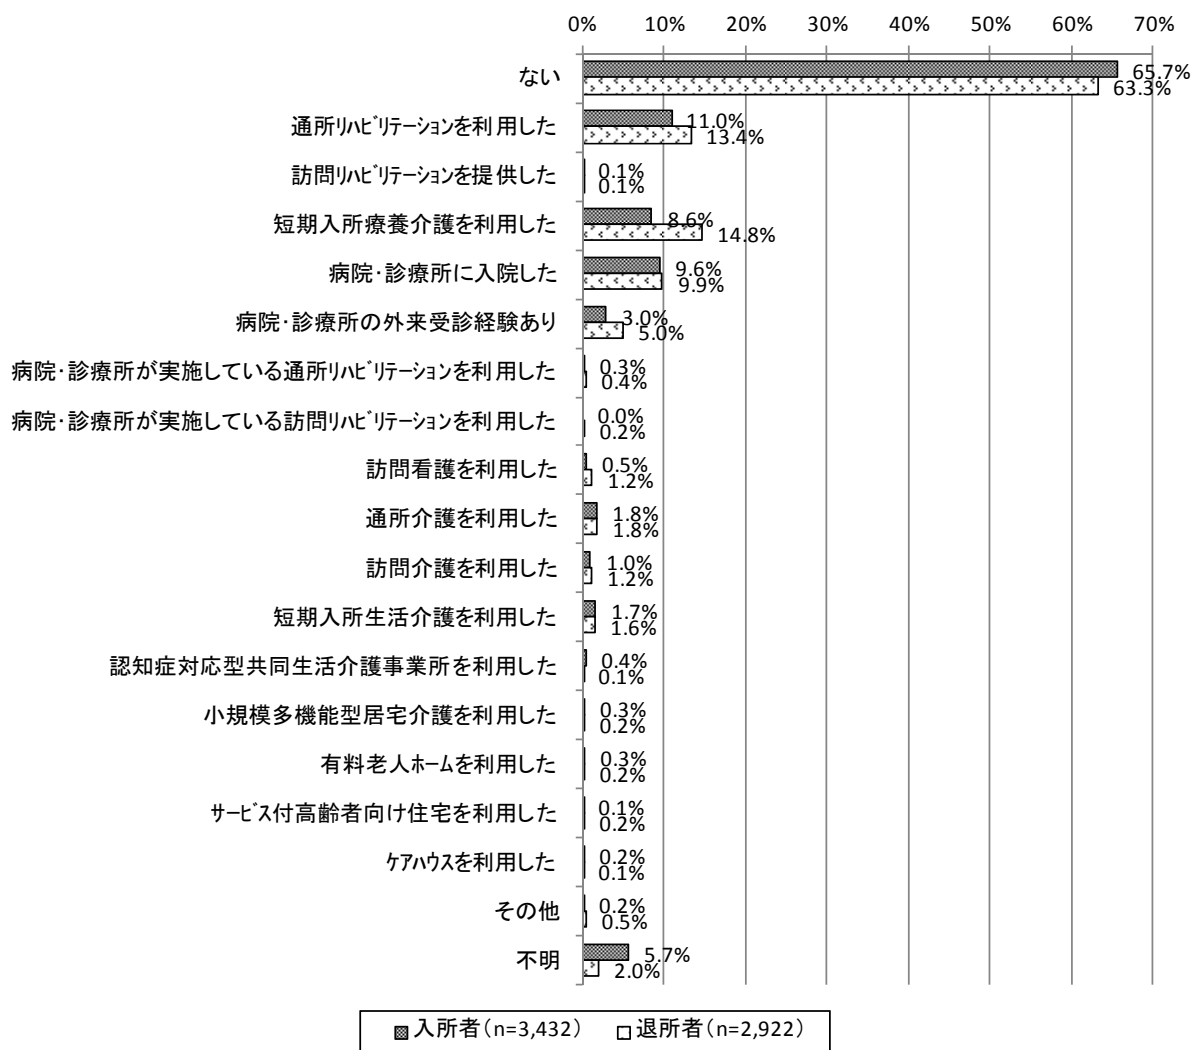 0% 10% 20% 30% 40% 50% 60% 70%
ない 65.7%
63.3%
通所ﾘﾊﾋﾞﾘﾃｰｼｮﾝを利用した 11.0%
13.4%
訪問ﾘﾊﾋﾞﾘﾃｰｼｮﾝを提供した 0.1%
0.1%
短期入所療養介護を利用した 8.6%
14.8%
病院･診療所に入院した 9.6%
9.9%
病院･診療所の外来受診経験あり 3.0%
5.0%
病院･診療所が実施している通所ﾘﾊﾋﾞﾘﾃｰｼｮﾝを利用した 0.3%
0.4%
病院･診療所が実施している訪問ﾘﾊﾋﾞﾘﾃｰｼｮﾝを利用した 0.0%
0.2%
訪問看護を利用した 0.5%
1.2%
通所介護を利用した 1.8%
1.8%
訪問介護を利用した 1.0%
1.2%
短期入所生活介護を利用した 1.7%
1.6%
認知症対応型共同生活介護事業所を利用した 0.4%
0.1%
小規模多機能型居宅介護を利用した 0.3%
0.2%
有料老人ﾎｰﾑを利用した 0.3%
0.2%
ｻｰﾋﾞｽ付高齢者向け住宅を利用した 0.1%
0.2%
ｹｱﾊｳｽを利用した 0.2%
0.1%
その他 0.2%
0.5%
不明 5.7%
2.0%
入所者(n=3,432) 退所者(n=2,922)